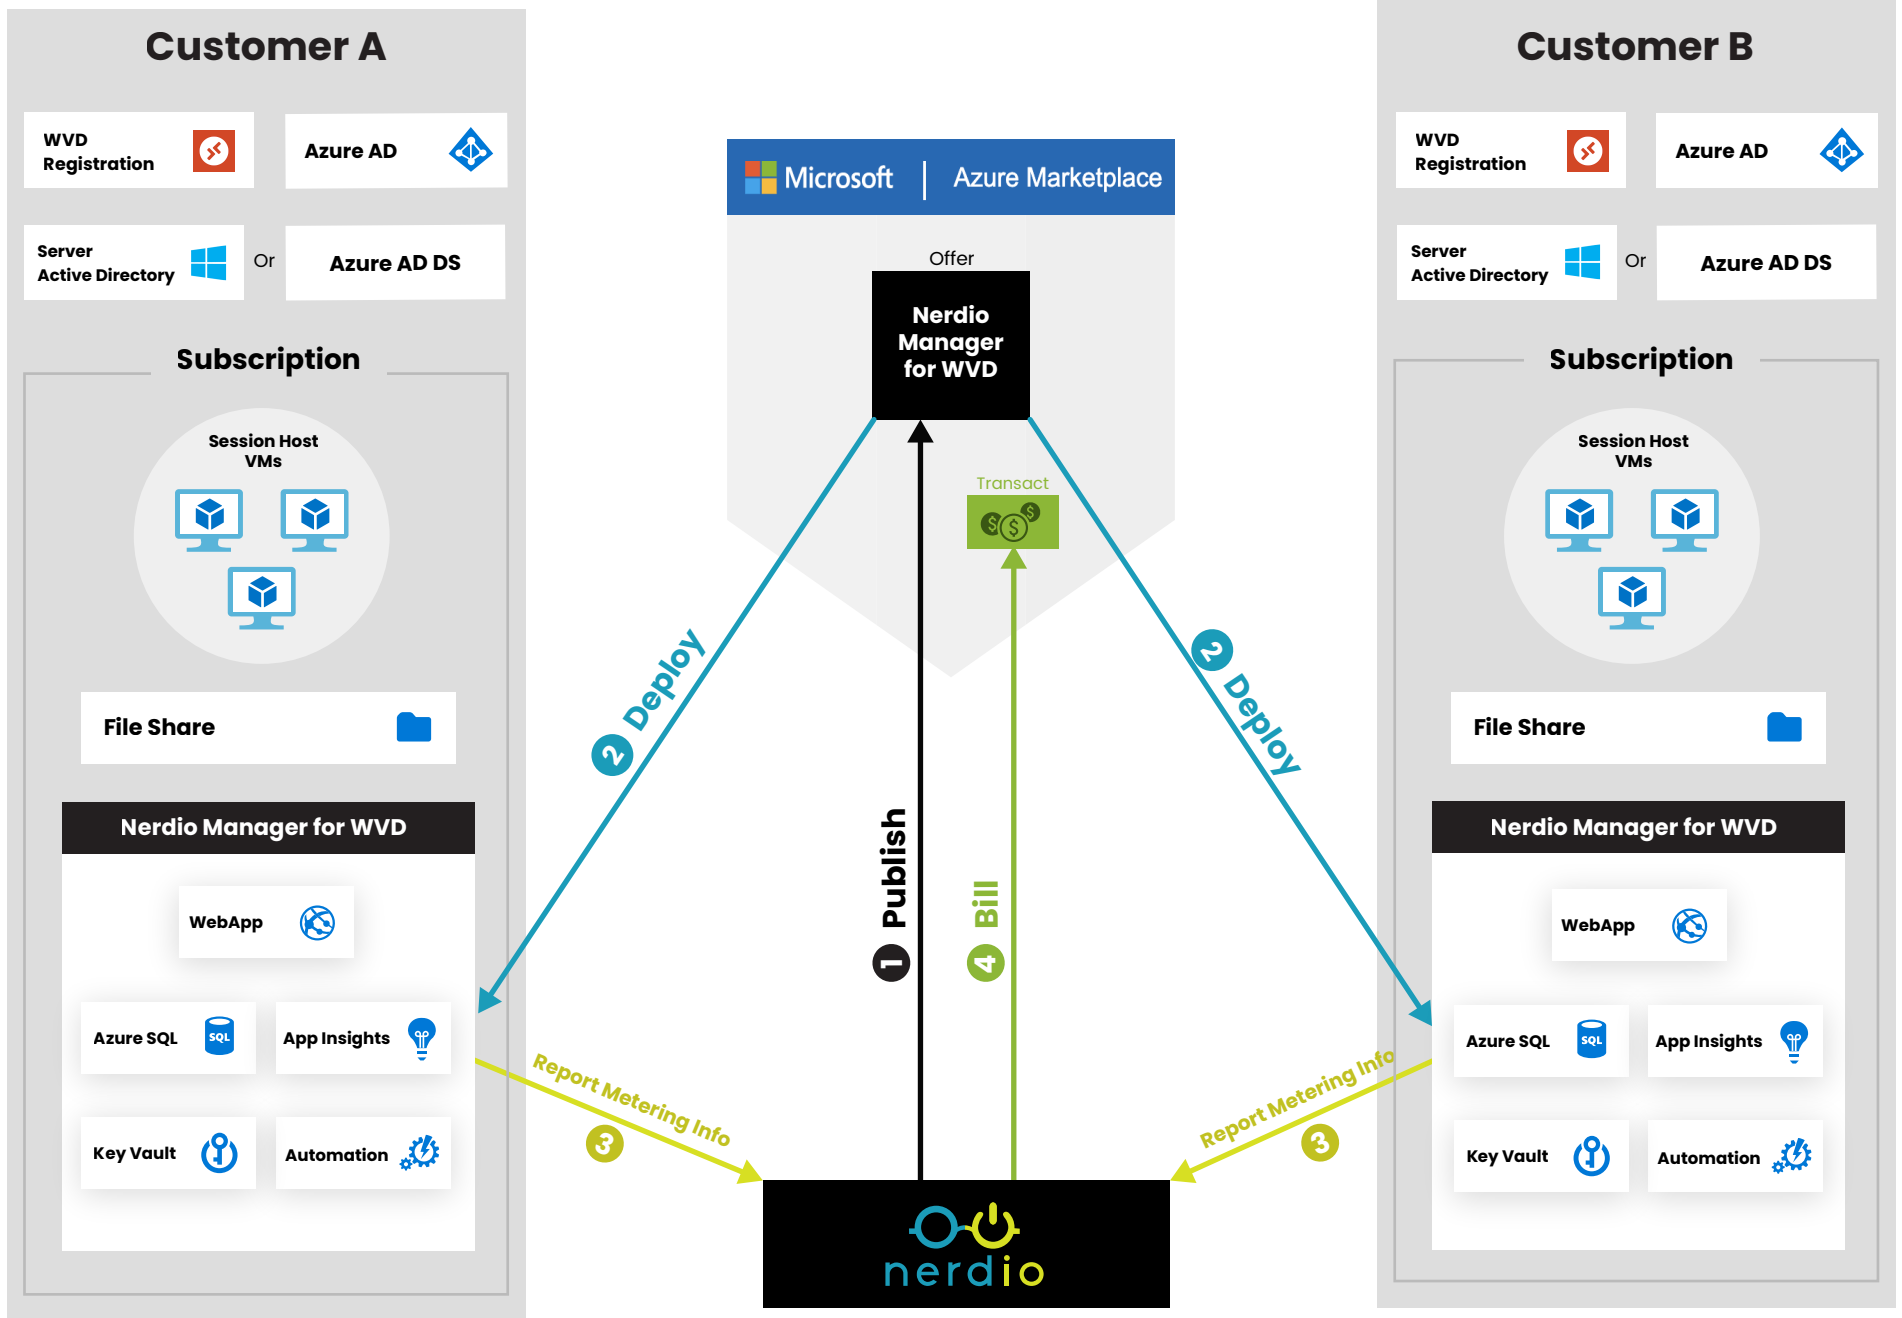 Customer A
WVD
Registration
Azure AD
Server
Active Directory
Or
Azure AD DS
Subscription
Session Host
VMs
File Share
Nerdio Manager for WVD
WebApp
Azure SQL
SQL
App Insights
Key Vault
Automation
Microsoft
Azure Marketplace
Offer
Nerdio
Manager
for WVD
Transact
$ $ $
2 Deploy
2 Deploy
1 Publish
4 Bill
Report Metering Info
3
Report Metering Info
3
nerdio
Customer B
WVD
Registration
Azure AD
Server
Active Directory
Or
Azure AD DS
Subscription
Session Host
VMs
File Share
Nerdio Manager for WVD
WebApp
Azure SQL
SQL
App Insights
Key Vault
Automation